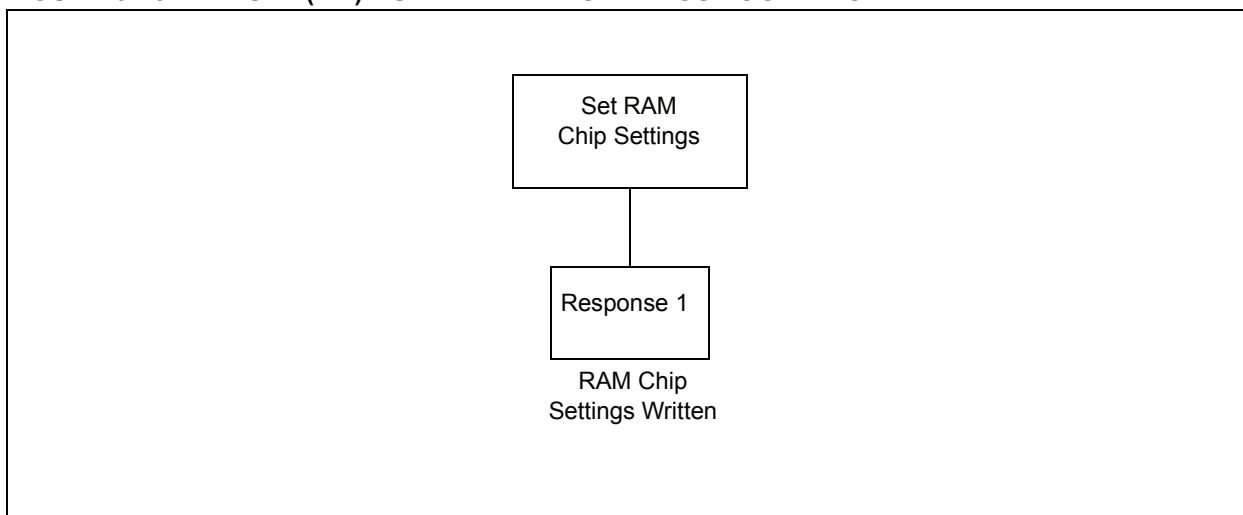 Set RAM
Chip Settings
Response 1
RAM Chip
Settings Written